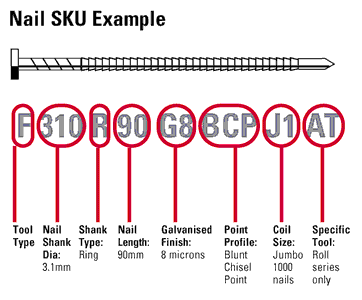 Nail SKU Example
F 310 R 90 G8 BCP J1 AT
Tool Type
Nail Shank Dia: 3.1mm
Shank Type: Ring
Nail Length: 90mm
Galvanised Finish: 8 microns
Point Profile: Blunt Chisel Point
Coil Size: Jumbo 1000 nails
Specific Tool: Roll series only